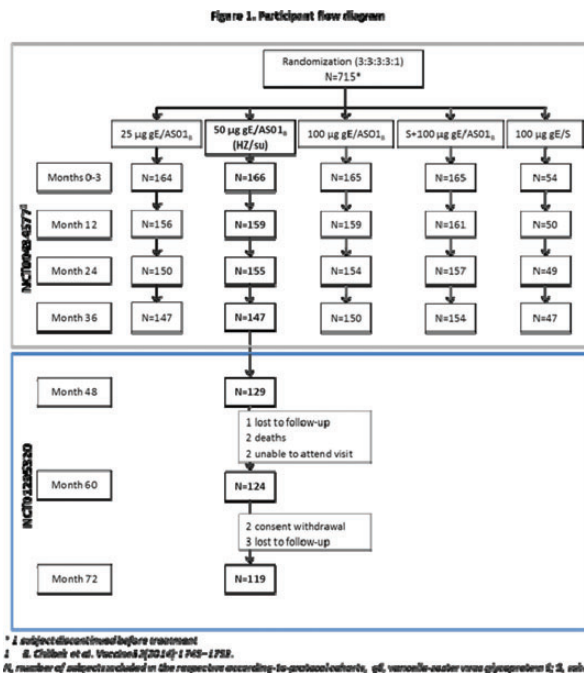 Figure 1. Participant flow diagram
Randomization (3:3:3:3:1)
N=715*
25 µg gE/AS01B
50 µg gE/AS01B
(HZ/su)
100 µg gE/AS01B
S+100 µg gE/AS01B
100 µg gE/S
Months 0-3
N=164
N=166
N=165
N=165
N=54
Month 12
N=156
N=159
N=159
N=161
N=50
Month 24
N=150
N=155
N=154
N=157
N=49
Month 36
N=147
N=147
N=150
N=154
N=47
Month 48
N=129
1 lost to follow-up
2 deaths
2 unable to attend visit
Month 60
N=124
2 consent withdrawal
3 lost to follow-up
Month 72
N=119
* 1 subject discontinued before treatment
1 R. Chlibek et al. Vaccine 32(2014): 1745–1753.
N, number of subjects included in the respective according-to-protocol cohorts, gE, varicella-zoster virus glycoprotein E; S,